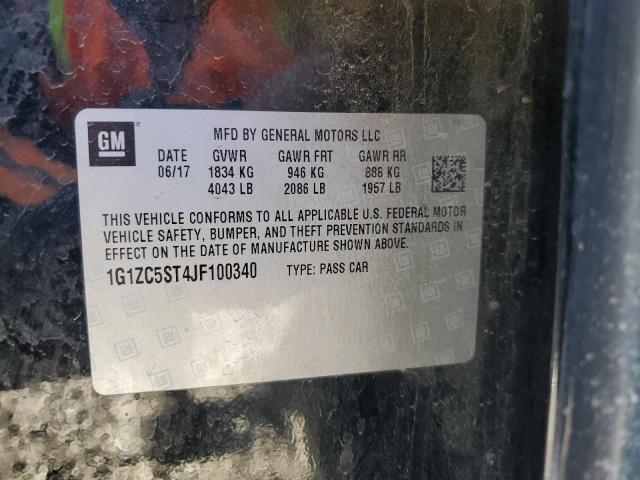 GM
MFD BY GENERAL MOTORS LLC
DATE GVWR GAWR FRT GAWR RR
06/17 1834 KG 946 KG 888 KG
4043 LB 2086 LB 1957 LB
THIS VEHICLE CONFORMS TO ALL APPLICABLE U.S. FEDERAL MOTOR
VEHICLE SAFETY, BUMPER, AND THEFT PREVENTION STANDARDS IN
EFFECT ON THE DATE OF MANUFACTURE SHOWN ABOVE.
1G1ZC5ST4JF100340 TYPE: PASS CAR